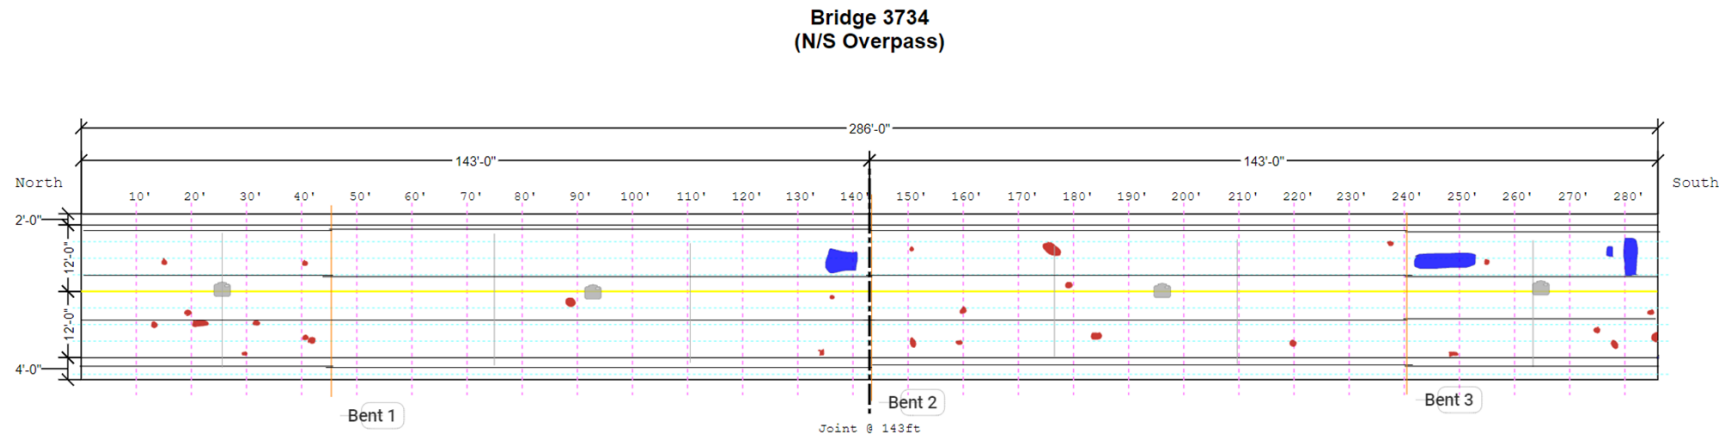 Bridge 3734
(N/S Overpass)
286'-0"
143'-0" 143'-0"
North 10' 20' 30' 40' 50' 60' 70' 80' 90' 100' 110' 120' 130' 140' 150' 160' 170' 180' 190' 200' 210' 220' 230' 240' 250' 260' 270' 280' South
2'-0"
12'-0"
12'-0"
4'-0"
Bent 1 Bent 2 Bent 3
Joint @ 143ft